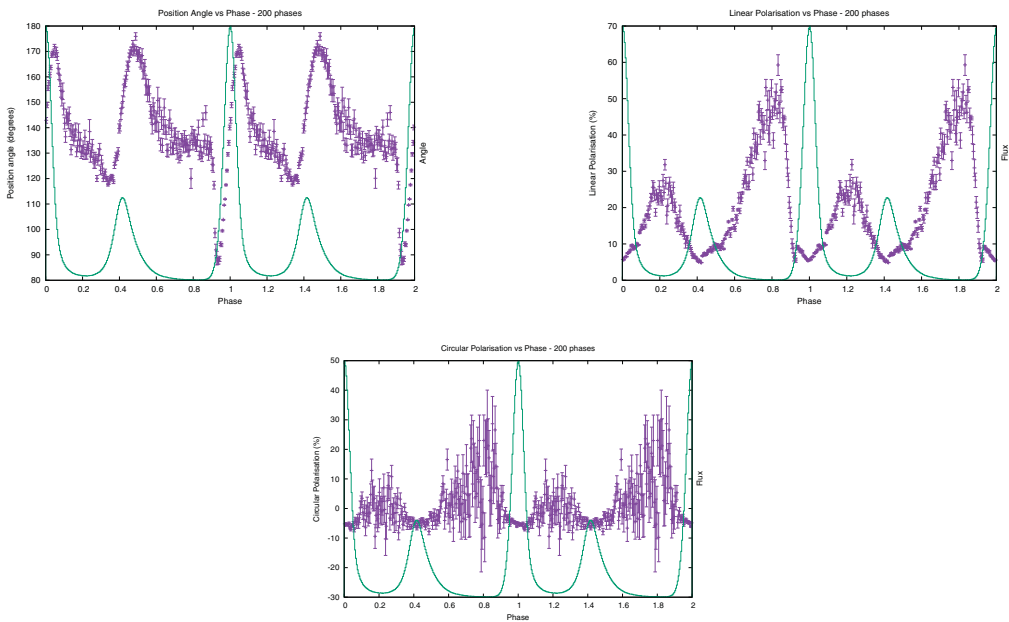 Position Angle vs Phase - 200 phases
180
170
160
150
140
130
120
110
100
90
80
Position angle (degrees)
Angle
0 0.2 0.4 0.6 0.8 1 1.2 1.4 1.6 1.8 2
Phase
Linear Polarisation vs Phase - 200 phases
70
60
50
40
30
20
10
0
Linear Polarisation (%)
Flux
0 0.2 0.4 0.6 0.8 1 1.2 1.4 1.6 1.8 2
Phase
Circular Polarisation vs Phase - 200 phases
50
40
30
20
10
0
-10
-20
-30
Circular Polarisation (%)
Flux
0 0.2 0.4 0.6 0.8 1 1.2 1.4 1.6 1.8 2
Phase